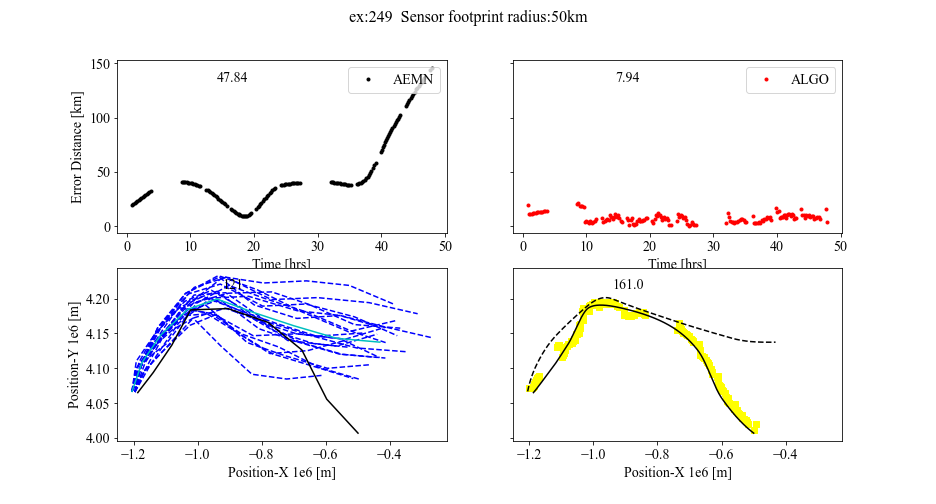 ex:249 Sensor footprint radius:50km
47.84
AEMN
7.94
ALGO
150
100
50
0
Error Distance [km]
0 10 20 30 40 50
0 10 20 30 40 50
Time [hrs]
Time [hrs]
161.0
4.20
4.15
4.10
4.05
4.00
Position-Y 1e6 [m]
−1.2 −1.0 −0.8 −0.6 −0.4
−1.2 −1.0 −0.8 −0.6 −0.4
Position-X 1e6 [m]
Position-X 1e6 [m]